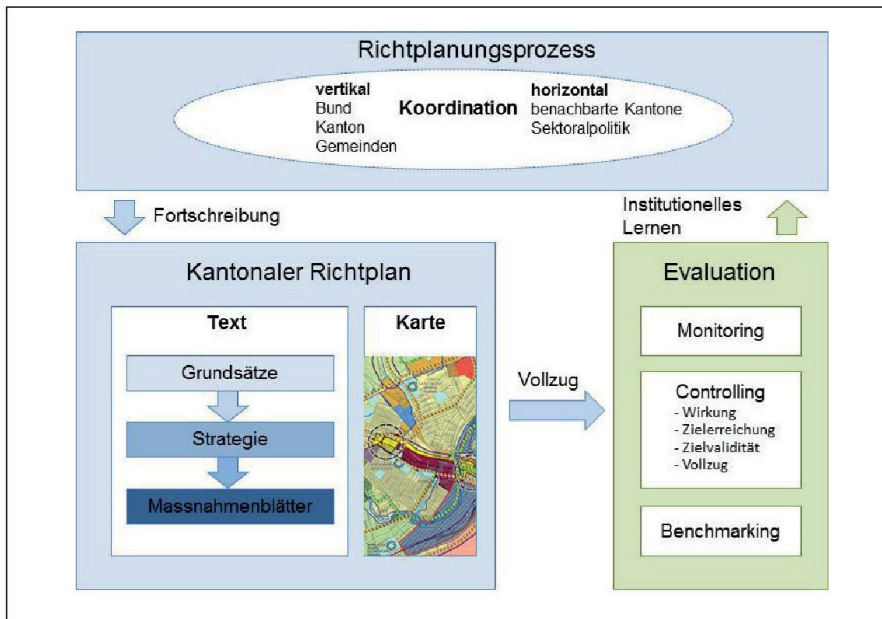 Richtplanungsprozess
vertikal
Bund
Kanton
Gemeinden
Koordination
horizontal
benachbarte Kantone
Sektoralpolitik
Fortschreibung
Institutionelles
Lernen
Kantonaler Richtplan
Text
Grundsätze
Strategie
Massnahmenblätter
Karte
Vollzug
Evaluation
Monitoring
Controlling
- Wirkung
- Zielerreichung
- Zielvalidität
- Vollzug
Benchmarking